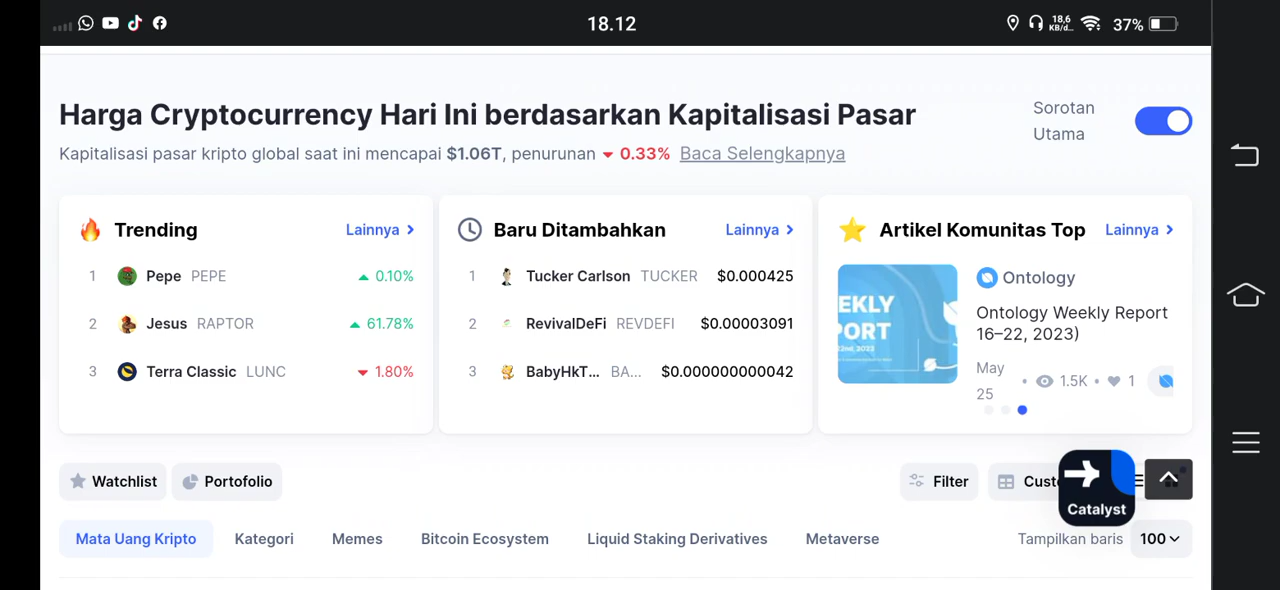 18.12
18,6
KB/d...
37%
Harga Cryptocurrency Hari Ini berdasarkan Kapitalisasi Pasar
Sorotan
Utama
Kapitalisasi pasar kripto global saat ini mencapai $1.06T, penurunan 0.33% Baca Selengkapnya
Trending Lainnya
1 Pepe PEPE 0.10%
2 Jesus RAPTOR 61.78%
3 Terra Classic LUNC 1.80%
Baru Ditambahkan Lainnya
1 Tucker Carlson TUCKER $0.000425
2 RevivalDeFi REVDEFI $0.00003091
3 BabyHkT... BA... $0.000000000042
Artikel Komunitas Top Lainnya
EKLY
PORT
Ontology
Ontology Weekly Report
16–22, 2023)
May
25 • 1.5K • 1
Watchlist Portofolio Filter
Catalyst
Mata Uang Kripto Kategori Memes Bitcoin Ecosystem Liquid Staking Derivatives Metaverse Tampilkan baris 100